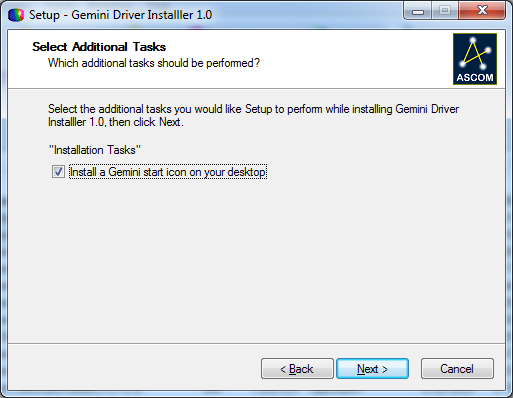 Setup - Gemini Driver Installler 1.0
Select Additional Tasks
Which additional tasks should be performed?
ASCOM
Select the additional tasks you would like Setup to perform while installing Gemini Driver
Installler 1.0, then click Next.
"Installation Tasks"
Install a Gemini start icon on your desktop
< Back
Next >
Cancel